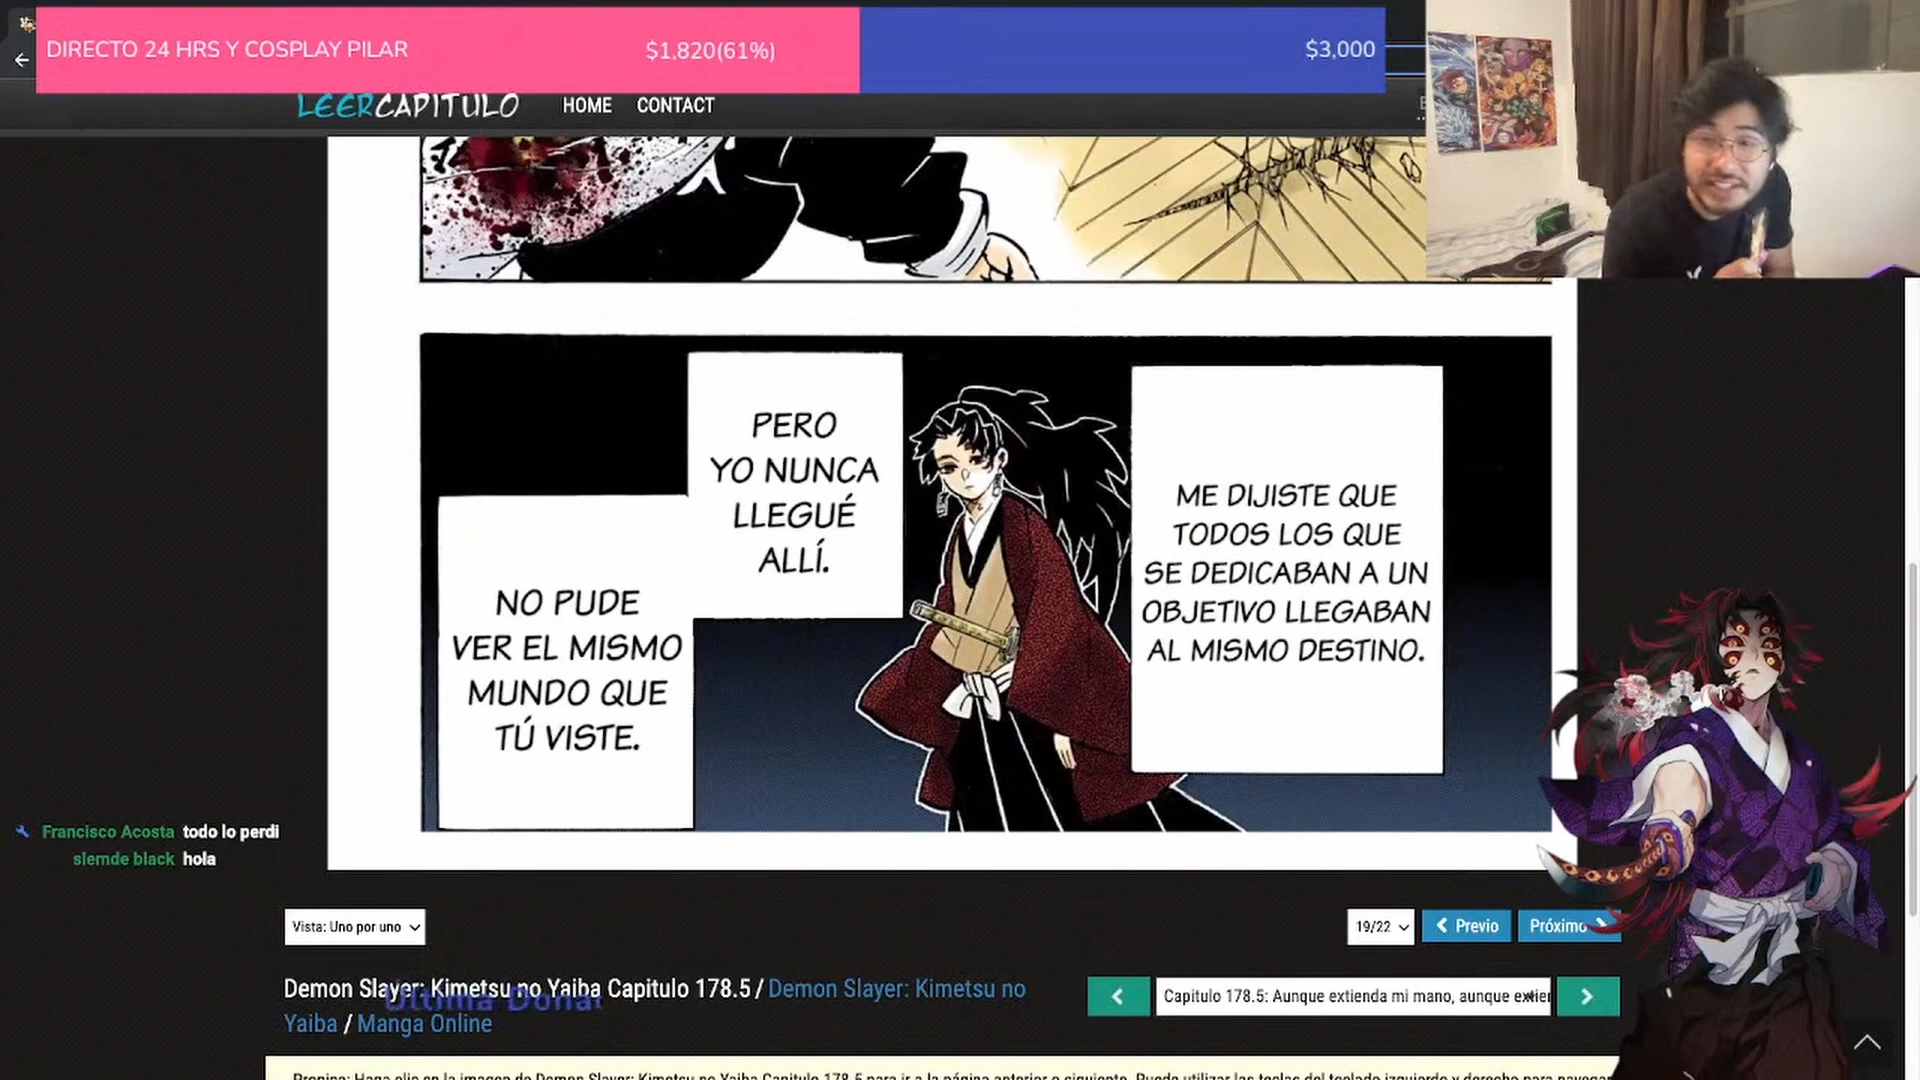 DIRECTO 24 HRS Y COSPLAY PILAR $1,820(61%) $3,000
LEERCAPITULO HOME CONTACT
ME DIJISTE QUE
TODOS LOS QUE
SE DEDICABAN A UN
OBJETIVO LLEGABAN
AL MISMO DESTINO.
PERO
YO NUNCA
LLEGUÉ
ALLÍ.
NO PUDE
VER EL MISMO
MUNDO QUE
TÚ VISTE.
Francisco Acosta todo lo perdi
slemde black hola
Vista: Uno por uno
19/22 Previo Próximo
Demon Slayer: Kimetsu no Yaiba Capitulo 178.5 / Demon Slayer: Kimetsu no
Yaiba / Manga Online
Capitulo 178.5: Aunque extienda mi mano, aunque